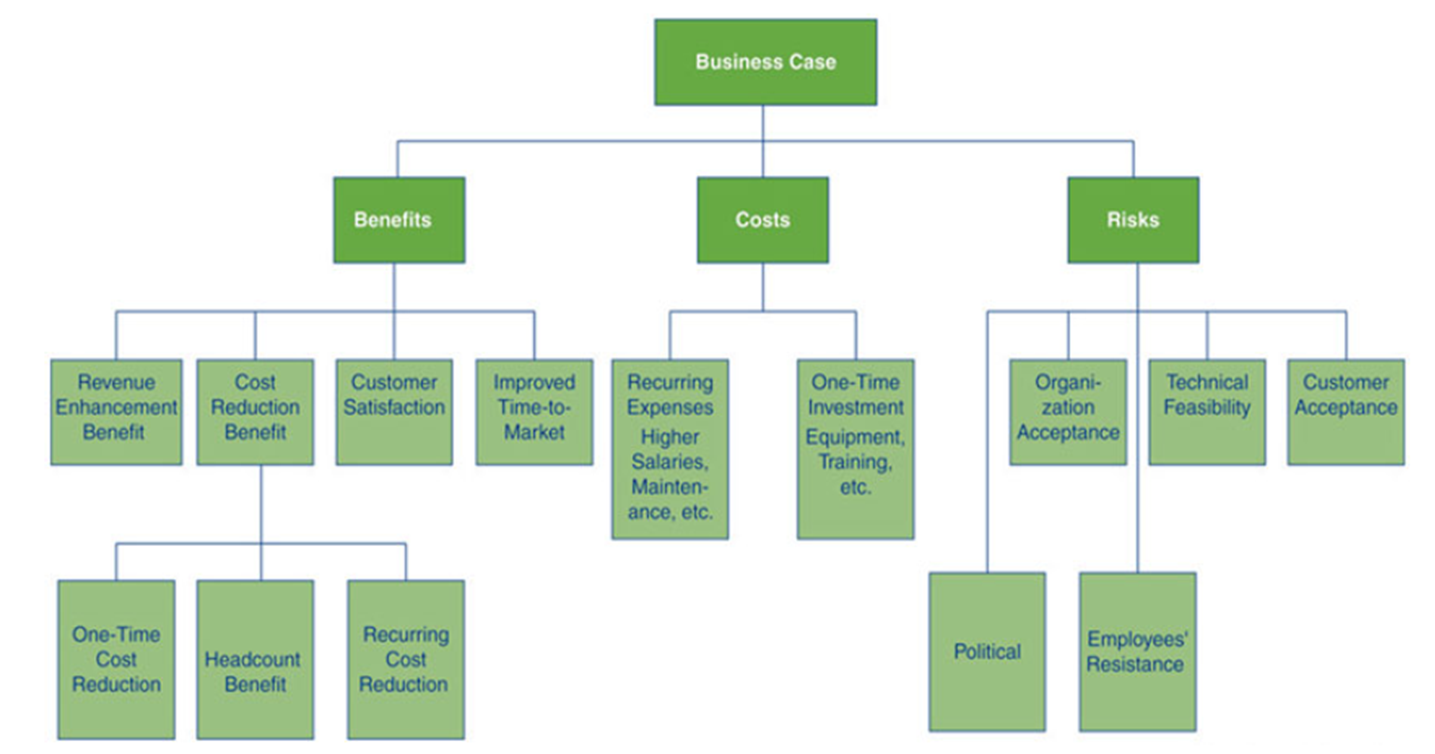 Business Case
Benefits
Costs
Risks
Revenue
Enhancement
Benefit
Cost
Reduction
Benefit
Customer
Satisfaction
Improved
Time-to-
Market
Recurring
Expenses
Higher
Salaries,
Mainten-
ance, etc.
One-Time
Investment
Equipment,
Training,
etc.
Organi-
zation
Acceptance
Technical
Feasibility
Customer
Acceptance
One-Time
Cost
Reduction
Headcount
Benefit
Recurring
Cost
Reduction
Political
Employees'
Resistance